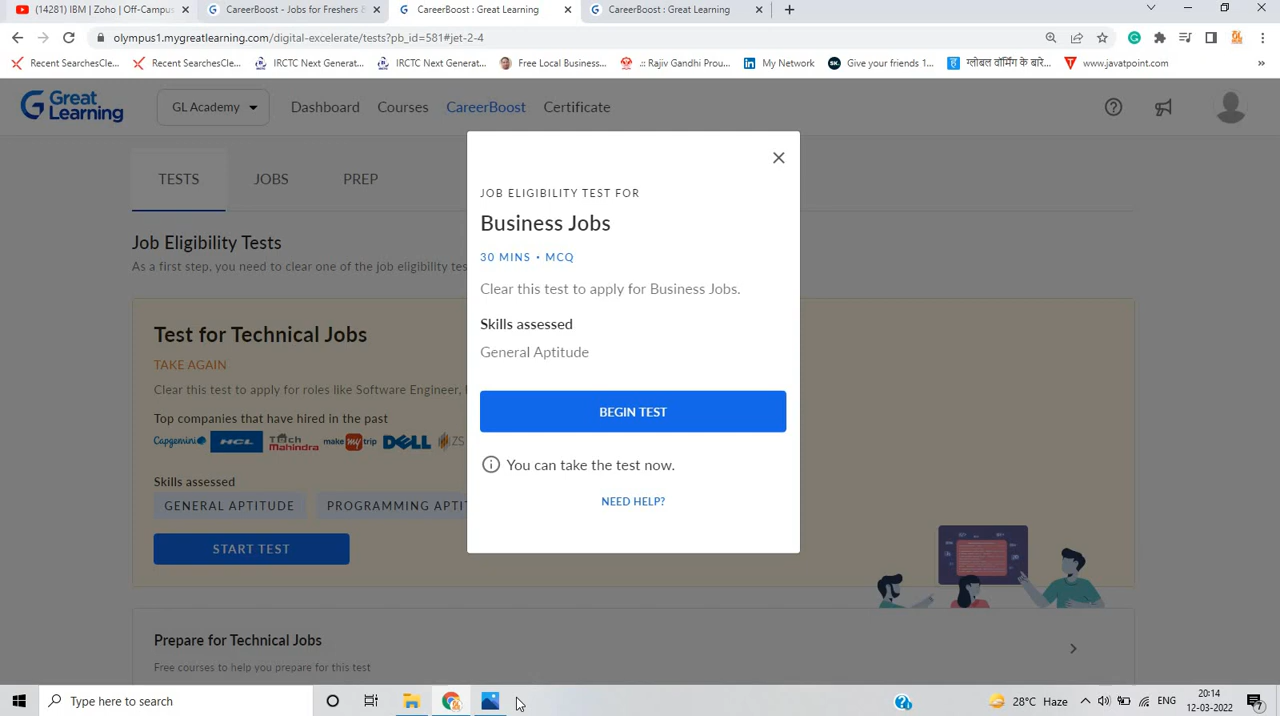 (14281) IBM | Zoho | Off-Campus
CareerBoost - Jobs for Freshers &
Off-Campus
CareerBoost | Great Learning
CareerBoost | Great Learning
olympus1.mygreatlearning.com/digital-excelerate/tests?pb_id=581#jet-2-4
Recent SearchesCle...
Recent SearchesCle...
IRCTC Next Generat...
IRCTC Next Generat...
Free Local Business...
.:: Rajiv Gandhi Prou...
My Network
Give your friends 1...
ग्लोबल वॉर्मिंग के बारे...
www.javatpoint.com
Great Learning
GL Academy
Dashboard
Courses
CareerBoost
Certificate
TESTS
JOBS
PREP
Job Eligibility Tests
As a first step, you need to clear one of the job eligibility tes
Test for Technical Jobs
TAKE AGAIN
Clear this test to apply for roles like Software Engineer,
Top companies that have hired in the past
Capgemini HCL Tech Mahindra make my trip DELL ZS
Skills assessed
GENERAL APTITUDE
PROGRAMMING APTI
START TEST
Prepare for Technical Jobs
Free courses to help you prepare for this test
JOB ELIGIBILITY TEST FOR
Business Jobs
30 MINS • MCQ
Clear this test to apply for Business Jobs.
Skills assessed
General Aptitude
BEGIN TEST
You can take the test now.
NEED HELP?
Type here to search
28°C Haze
ENG
20:14
12-03-2022
7